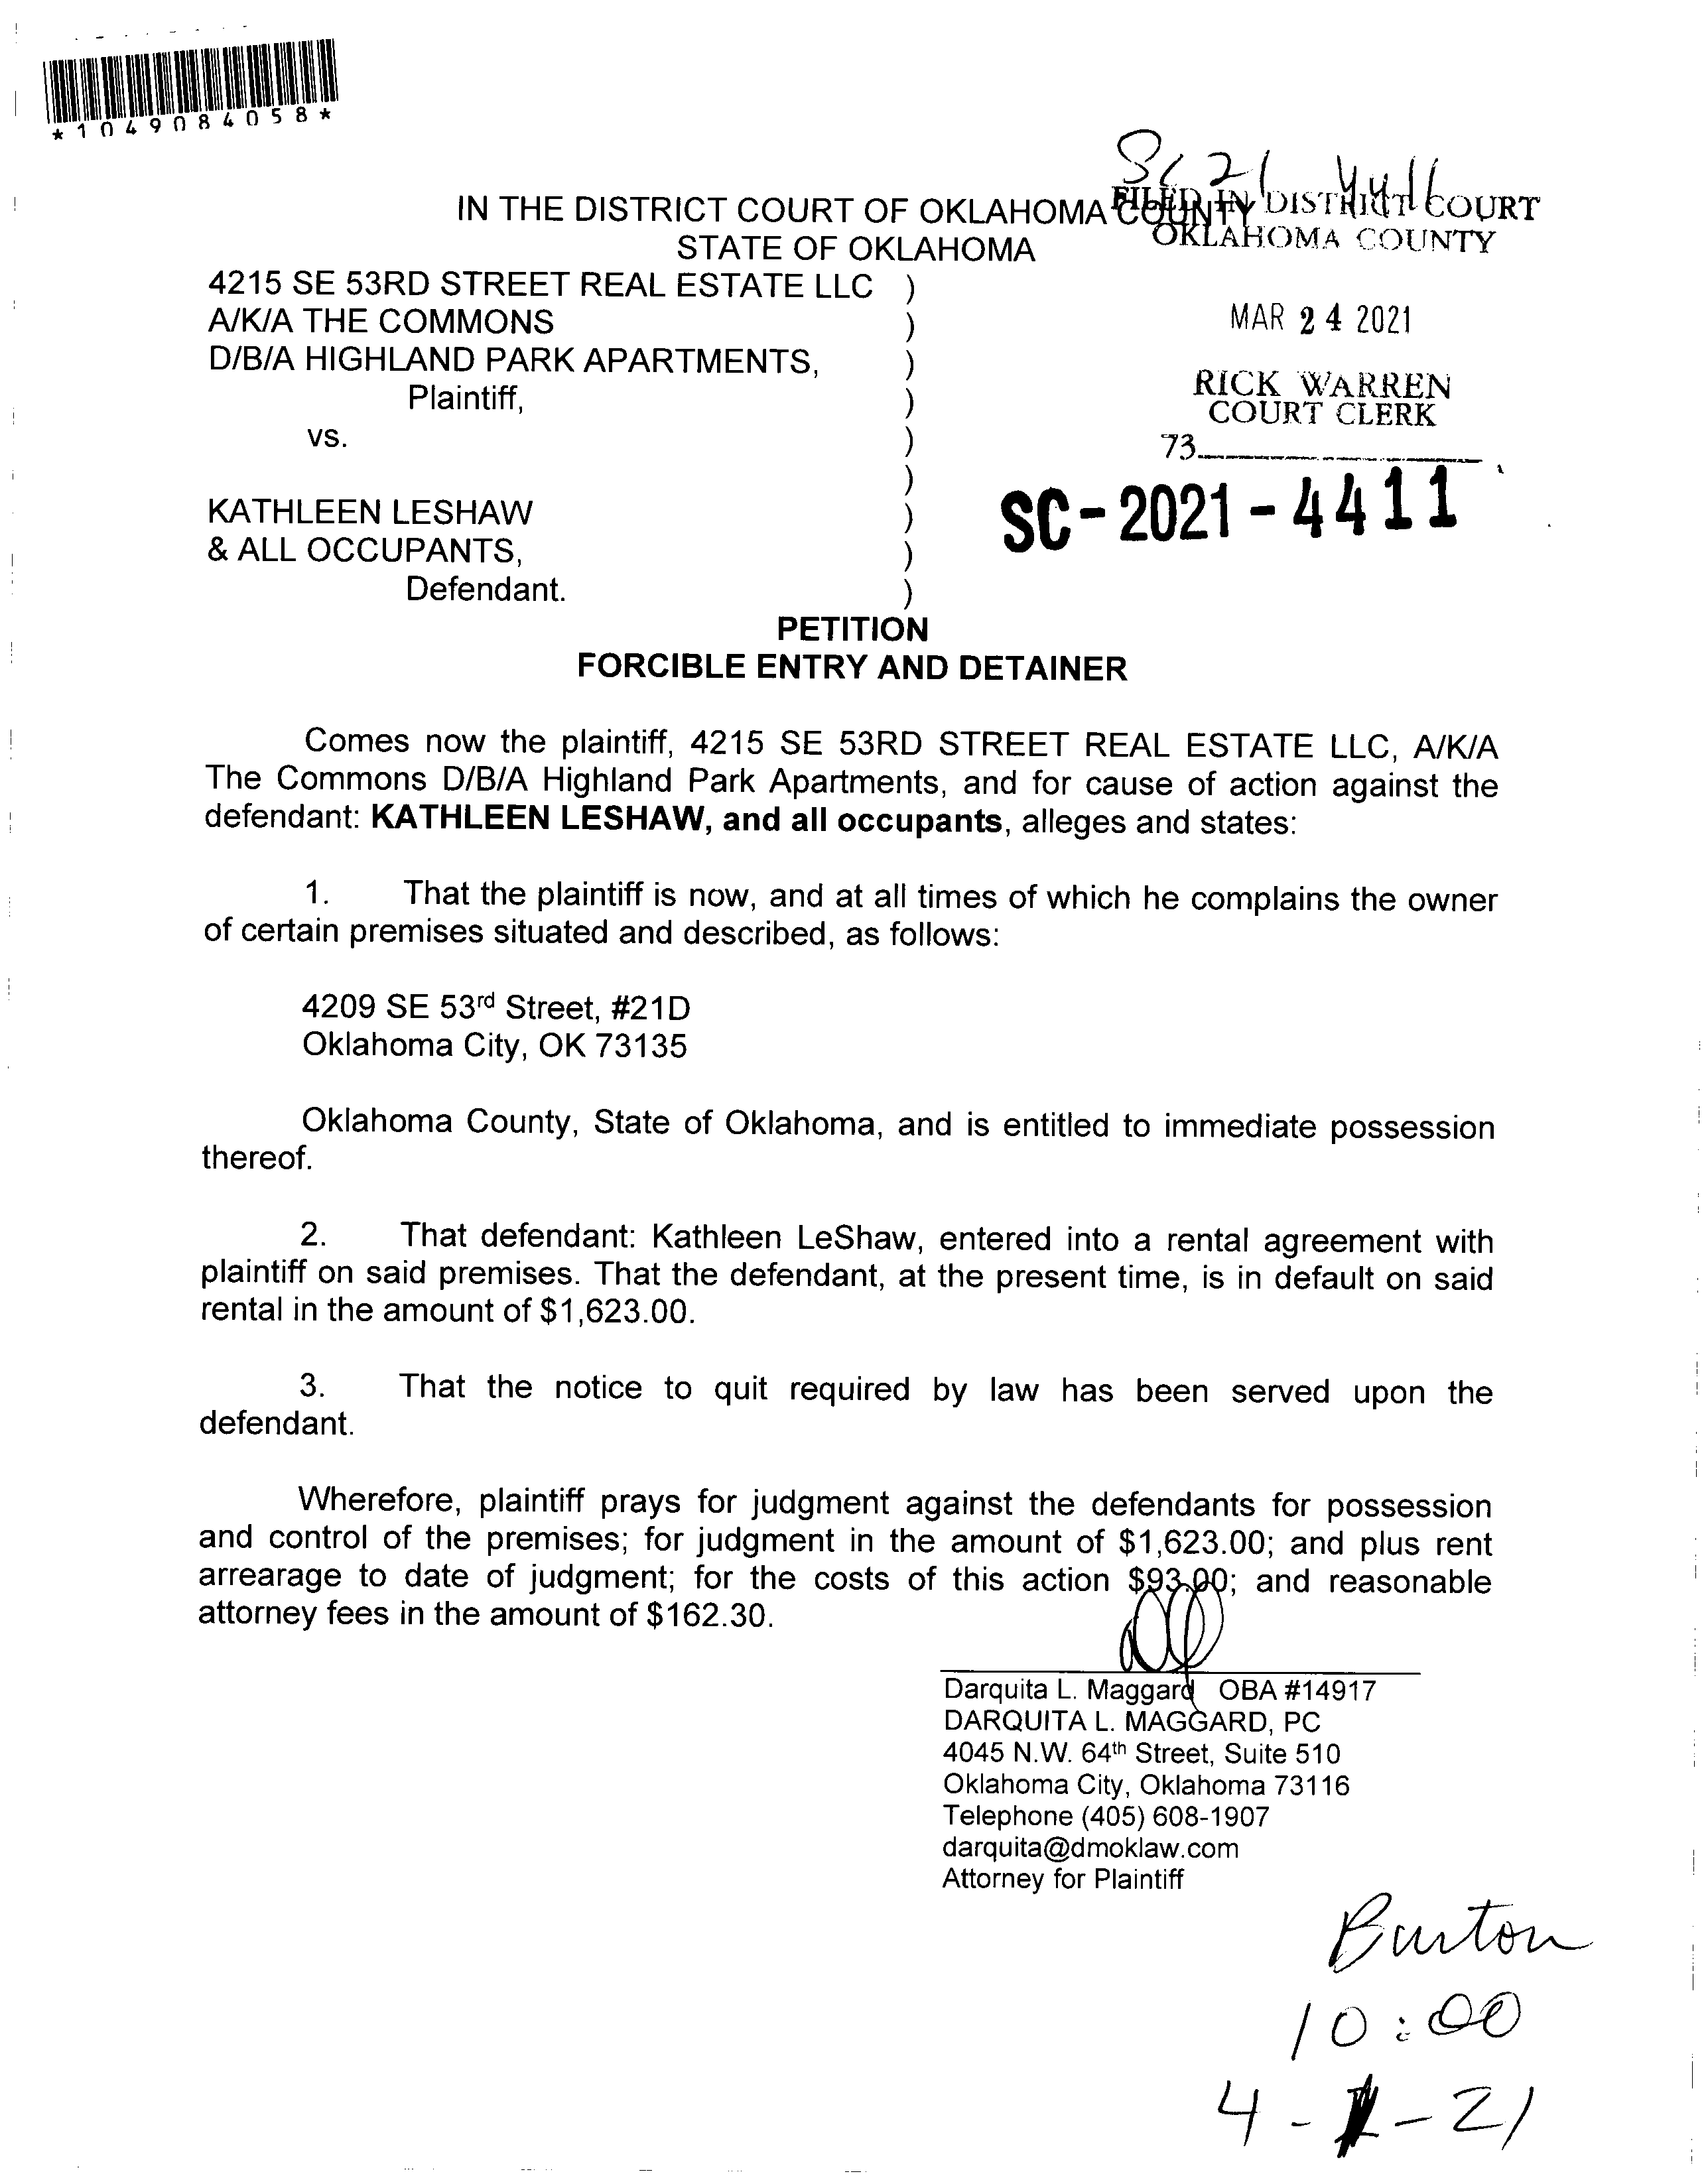 *1049084058*
SC 21 4411
IN THE DISTRICT COURT OF OKLAHOMA COUNTY
FILED IN DISTRICT COURT
STATE OF OKLAHOMA
OKLAHOMA COUNTY
4215 SE 53RD STREET REAL ESTATE LLC )
A/K/A THE COMMONS )
MAR 24 2021
D/B/A HIGHLAND PARK APARTMENTS, )
Plaintiff, )
RICK WARREN
COURT CLERK
vs. )
73
)
SC-2021-4411
KATHLEEN LESHAW )
& ALL OCCUPANTS, )
Defendant. )
PETITION
FORCIBLE ENTRY AND DETAINER
Comes now the plaintiff, 4215 SE 53RD STREET REAL ESTATE LLC, A/K/A
The Commons D/B/A Highland Park Apartments, and for cause of action against the
defendant: KATHLEEN LESHAW, and all occupants, alleges and states:
1. That the plaintiff is now, and at all times of which he complains the owner
of certain premises situated and described, as follows:
4209 SE 53rd Street, #21D
Oklahoma City, OK 73135
Oklahoma County, State of Oklahoma, and is entitled to immediate possession
thereof.
2. That defendant: Kathleen LeShaw, entered into a rental agreement with
plaintiff on said premises. That the defendant, at the present time, is in default on said
rental in the amount of $1,623.00.
3. That the notice to quit required by law has been served upon the
defendant.
Wherefore, plaintiff prays for judgment against the defendants for possession
and control of the premises; for judgment in the amount of $1,623.00; and plus rent
arrearage to date of judgment; for the costs of this action $93.00; and reasonable
attorney fees in the amount of $162.30.
Darquita L. Maggard OBA #14917
DARQUITA L. MAGGARD, PC
4045 N.W. 64th Street, Suite 510
Oklahoma City, Oklahoma 73116
Telephone (405) 608-1907
darquita@dmoklaw.com
Attorney for Plaintiff
Burton
10:00